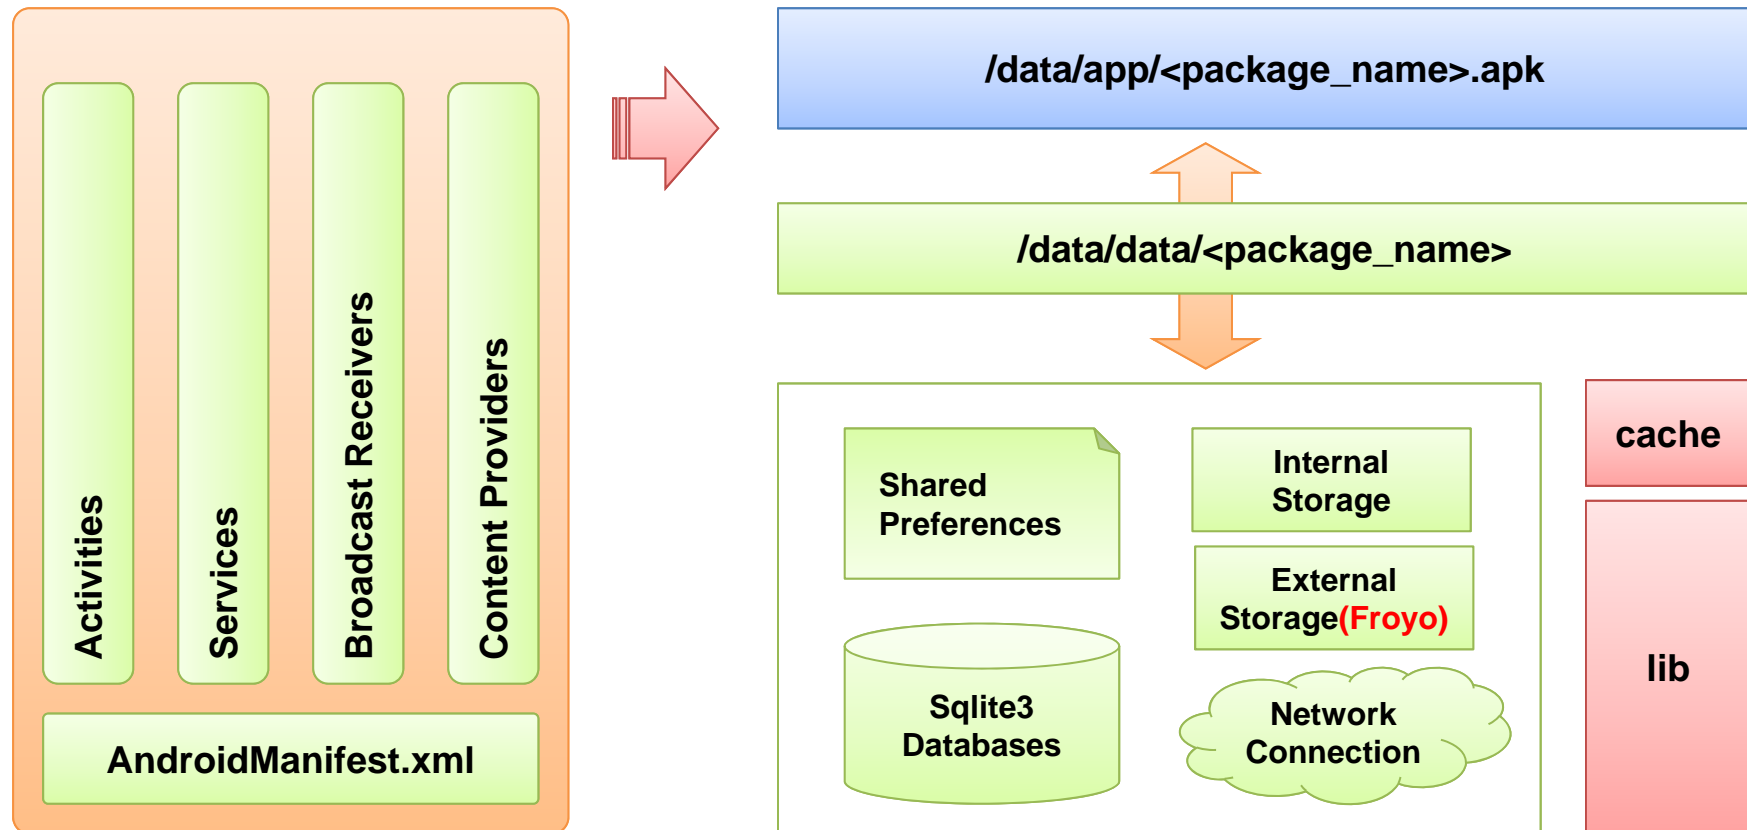 Activities
Services
Broadcast Receivers
Content Providers
AndroidManifest.xml
/data/app/<package_name>.apk
/data/data/<package_name>
Shared
Preferences
Internal
Storage
External
Storage(Froyo)
Sqlite3
Databases
Network
Connection
cache
lib